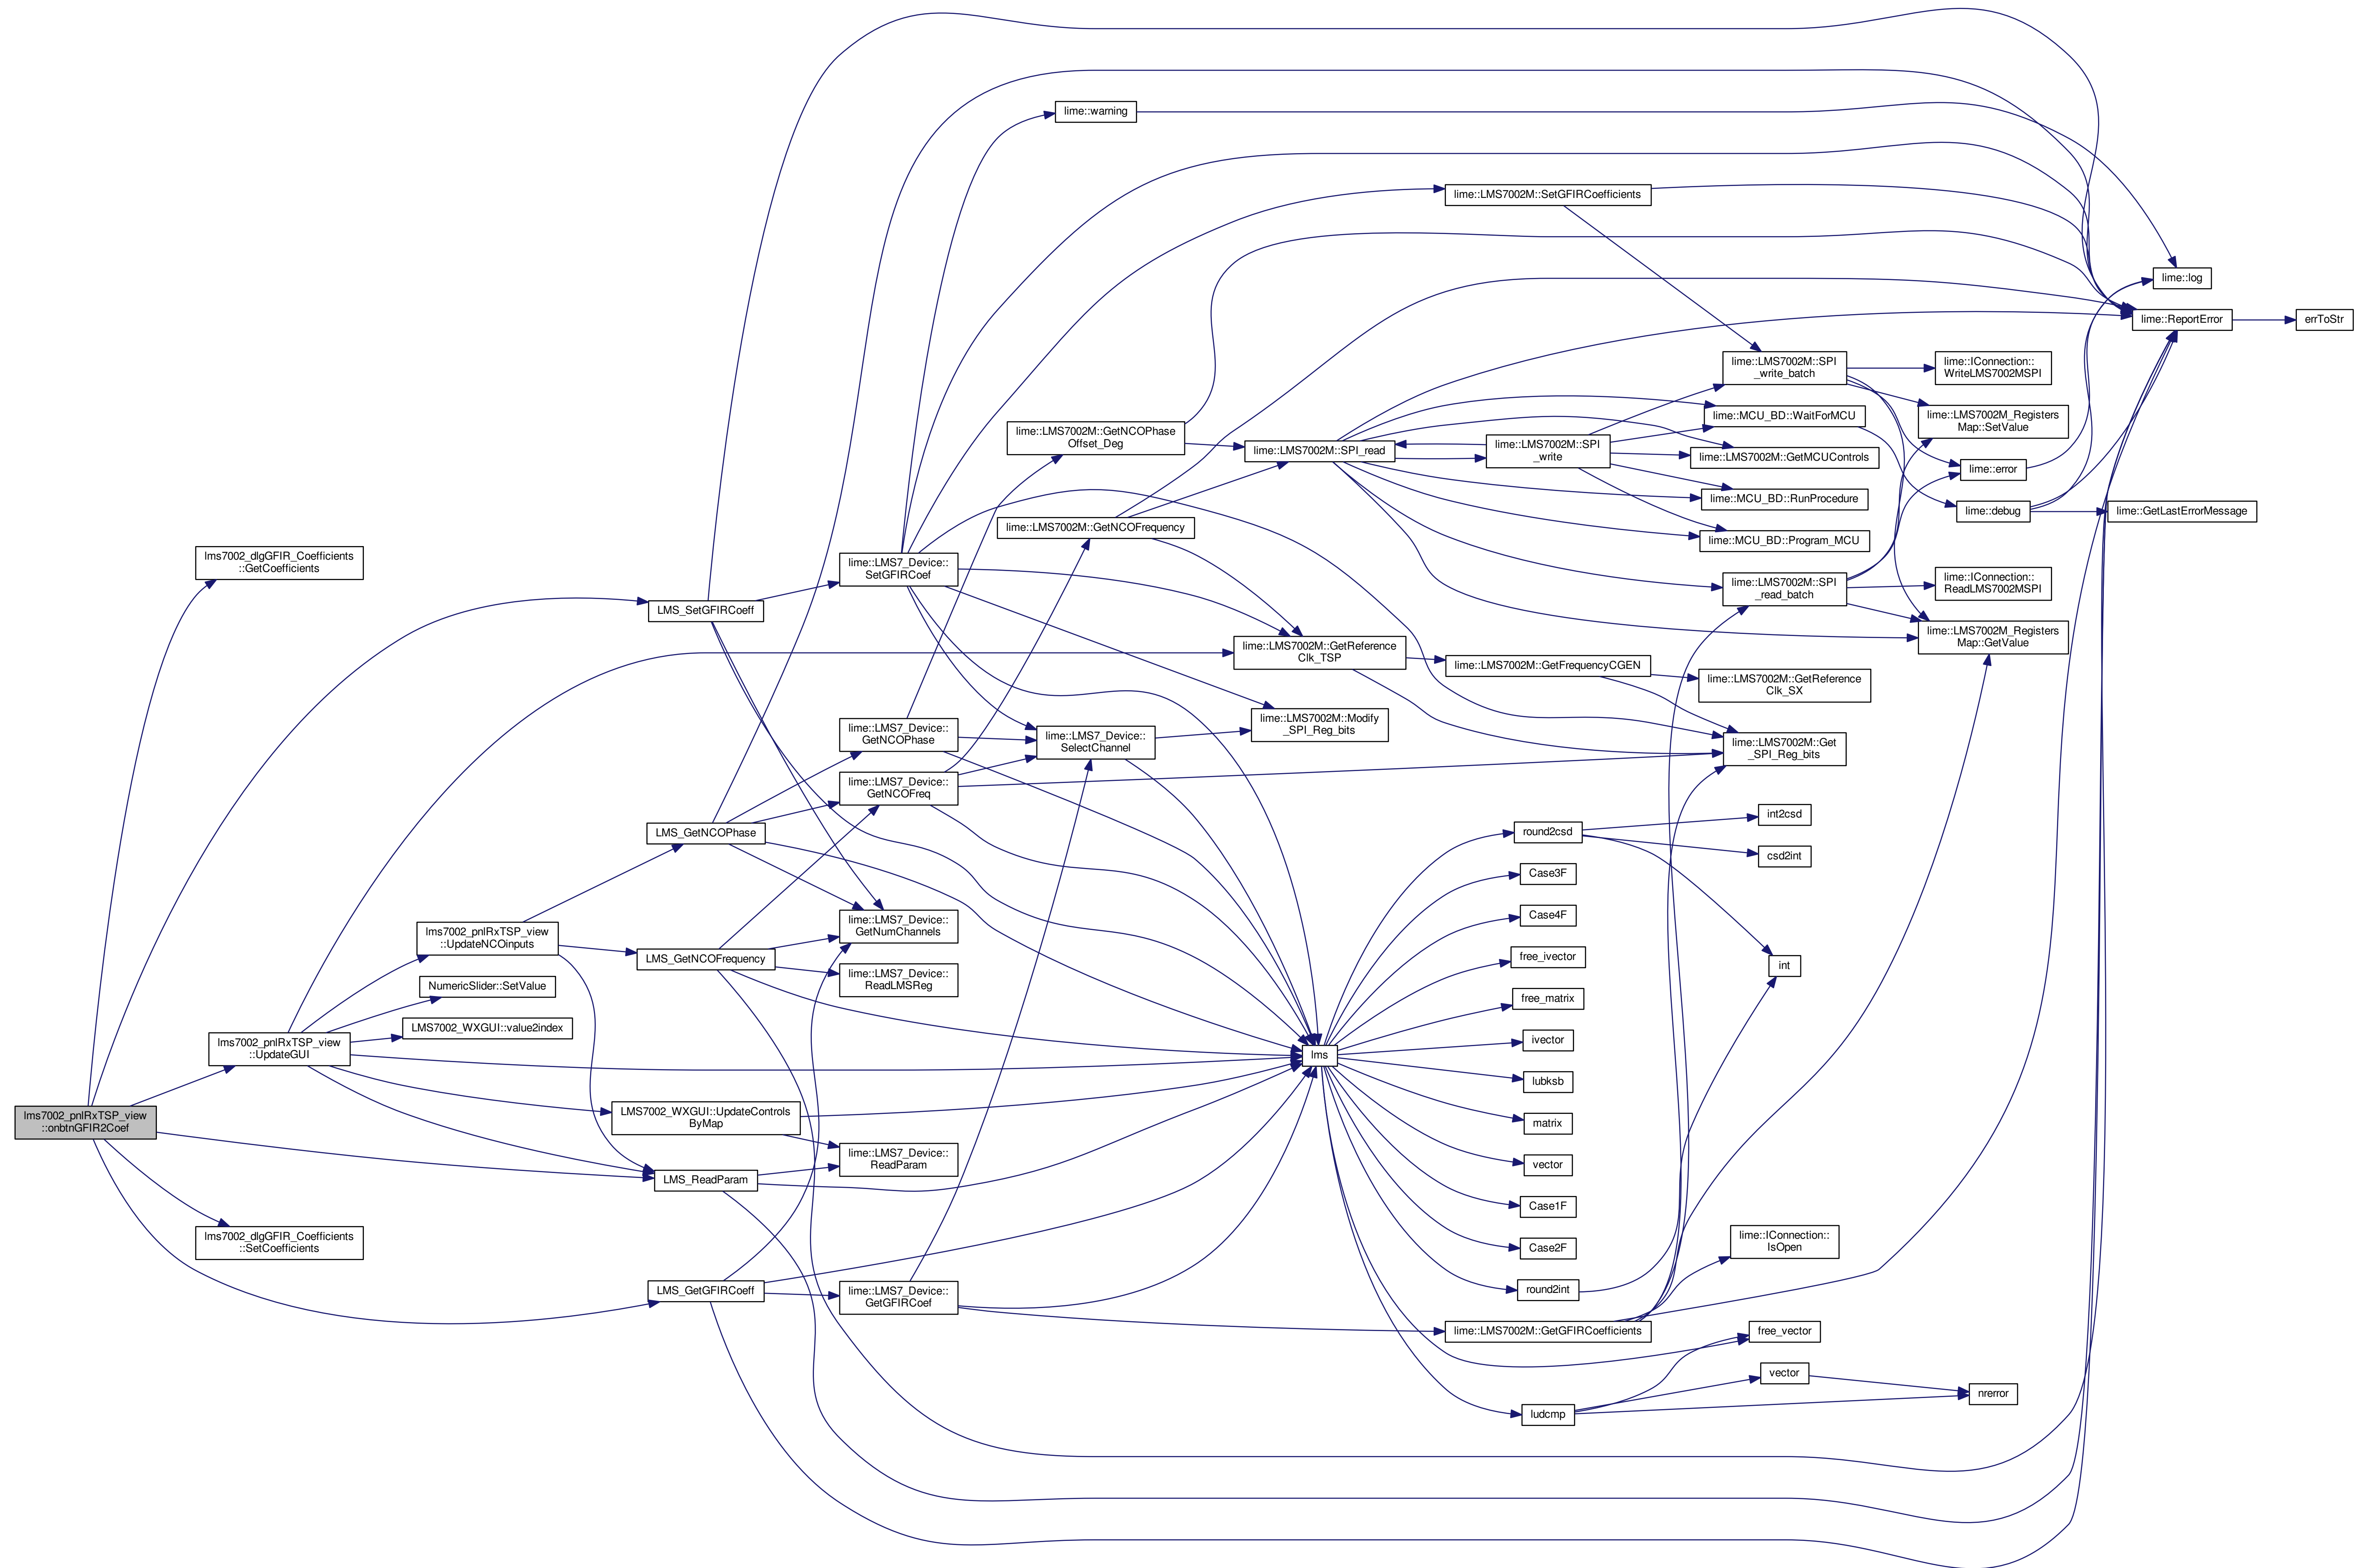 lms7002_pnlRxTSP_view
::onbtnGFIR2Coef
lms7002_dlgGFIR_Coefficients
::GetCoefficients
lms7002_pnlRxTSP_view
::UpdateGUI
lms7002_dlgGFIR_Coefficients
::SetCoefficients
lms7002_pnlRxTSP_view
::UpdateNCOinputs
NumericSlider::SetValue
LMS7002_WXGUI::value2index
LMS_SetGFIRCoeff
LMS_GetNCOPhase
LMS_GetNCOFrequency
LMS7002_WXGUI::UpdateControls
ByMap
LMS_ReadParam
LMS_GetGFIRCoeff
lime::LMS7_Device::
SetGFIRCoef
lime::LMS7_Device::
GetNCOPhase
lime::LMS7_Device::
GetNCOFreq
lime::LMS7_Device::
GetNumChannels
lime::LMS7_Device::
ReadLMSReg
lime::LMS7_Device::
ReadParam
lime::LMS7_Device::
GetGFIRCoef
lime::warning
lime::LMS7002M::GetNCOPhase
Offset_Deg
lime::LMS7002M::GetNCOFrequency
lime::LMS7_Device::
SelectChannel
lime::LMS7002M::SPI_read
lime::LMS7002M::GetReference
Clk_TSP
lime::LMS7002M::Modify
_SPI_Reg_bits
lms
lime::LMS7002M::SetGFIRCoefficients
lime::LMS7002M::SPI
_write
lime::LMS7002M::GetFrequencyCGEN
round2csd
Case3F
Case4F
free_ivector
free_matrix
ivector
lubksb
matrix
vector
Case1F
Case2F
round2int
lime::LMS7002M::GetGFIRCoefficients
ludcmp
lime::LMS7002M::SPI
_write_batch
lime::MCU_BD::WaitForMCU
lime::LMS7002M::GetMCUControls
lime::MCU_BD::RunProcedure
lime::MCU_BD::Program_MCU
lime::LMS7002M::SPI
_read_batch
lime::LMS7002M::GetReference
Clk_SX
lime::LMS7002M::Get
_SPI_Reg_bits
int2csd
csd2int
int
lime::IConnection::
IsOpen
free_vector
vector
lime::IConnection::
WriteLMS7002MSPI
lime::LMS7002M_Registers
Map::SetValue
lime::error
lime::debug
lime::IConnection::
ReadLMS7002MSPI
lime::LMS7002M_Registers
Map::GetValue
nrerror
lime::log
lime::ReportError
lime::GetLastErrorMessage
errToStr